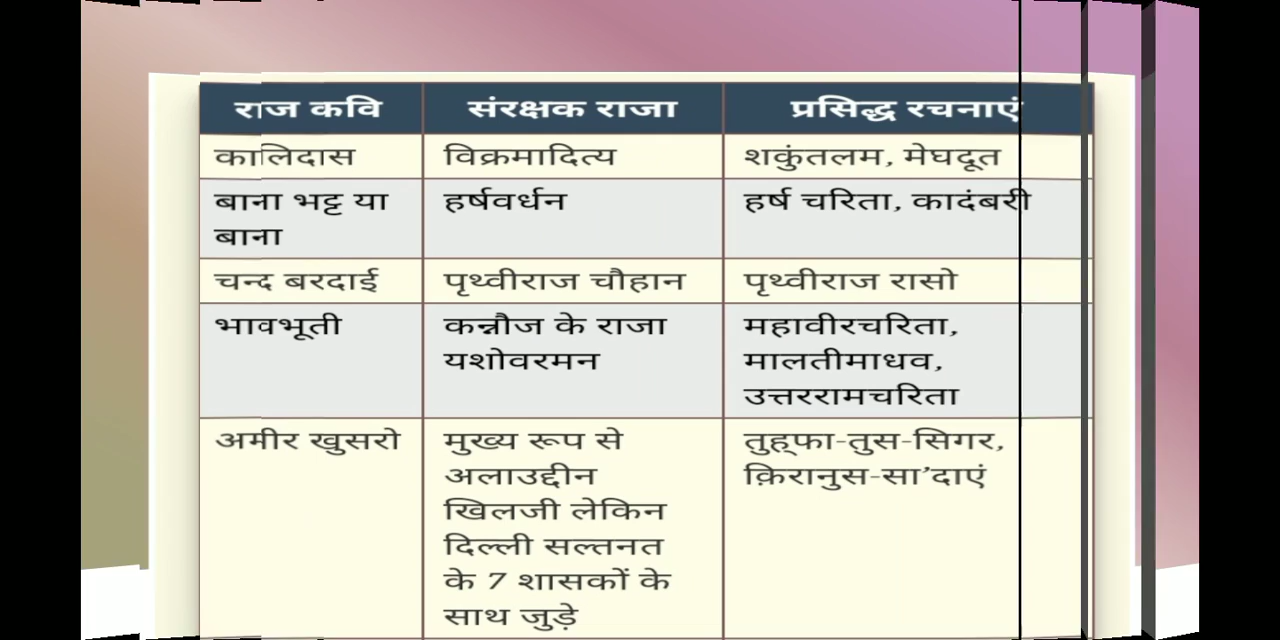 राज कवि संरक्षक राजा प्रसिद्ध रचनाएं
कालिदास विक्रमादित्य शकुंतलम, मेघदूत
बाना भट्ट या हर्षवर्धन हर्ष चरिता, कादंबरी
बाना
चन्द बरदाई पृथ्वीराज चौहान पृथ्वीराज रासो
भावभूती कन्नौज के राजा महावीरचरिता,
यशोवरमन मालतीमाधव,
उत्तररामचरिता
अमीर खुसरो मुख्य रूप से तुह्फा-तुस-सिगर,
अलाउद्दीन क़िरानुस-सा’दाएं
खिलजी लेकिन
दिल्ली सल्तनत
के 7 शासकों के
साथ जुड़े